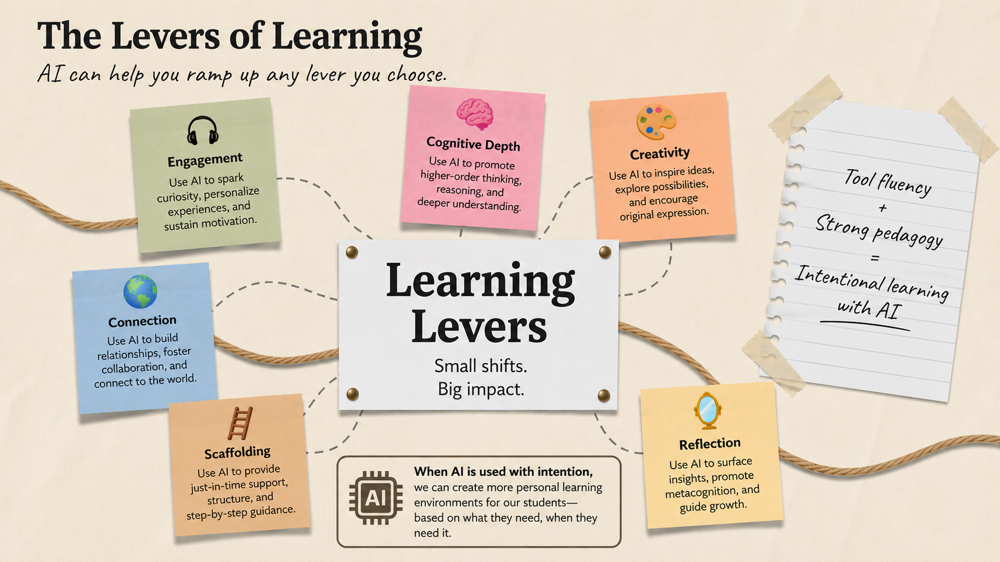 The Levers of Learning
AI can help you ramp up any lever you choose.
Engagement
Use AI to spark
curiosity, personalize
experiences, and
sustain motivation.
Cognitive Depth
Use AI to promote
higher-order thinking,
reasoning, and
deeper understanding.
Creativity
Use AI to inspire ideas,
explore possibilities,
and encourage
original expression.
Tool fluency
+
Strong pedagogy
=
Intentional learning
with AI
Connection
Use AI to build
relationships, foster
collaboration, and
connect to the world.
Learning
Levers
Small shifts.
Big impact.
Scaffolding
Use AI to provide
just-in-time support,
structure, and
step-by-step guidance.
Reflection
Use AI to surface
insights, promote
metacognition, and
guide growth.
AI
When AI is used with intention,
we can create more personal learning
environments for our students—
based on what they need, when they
need it.